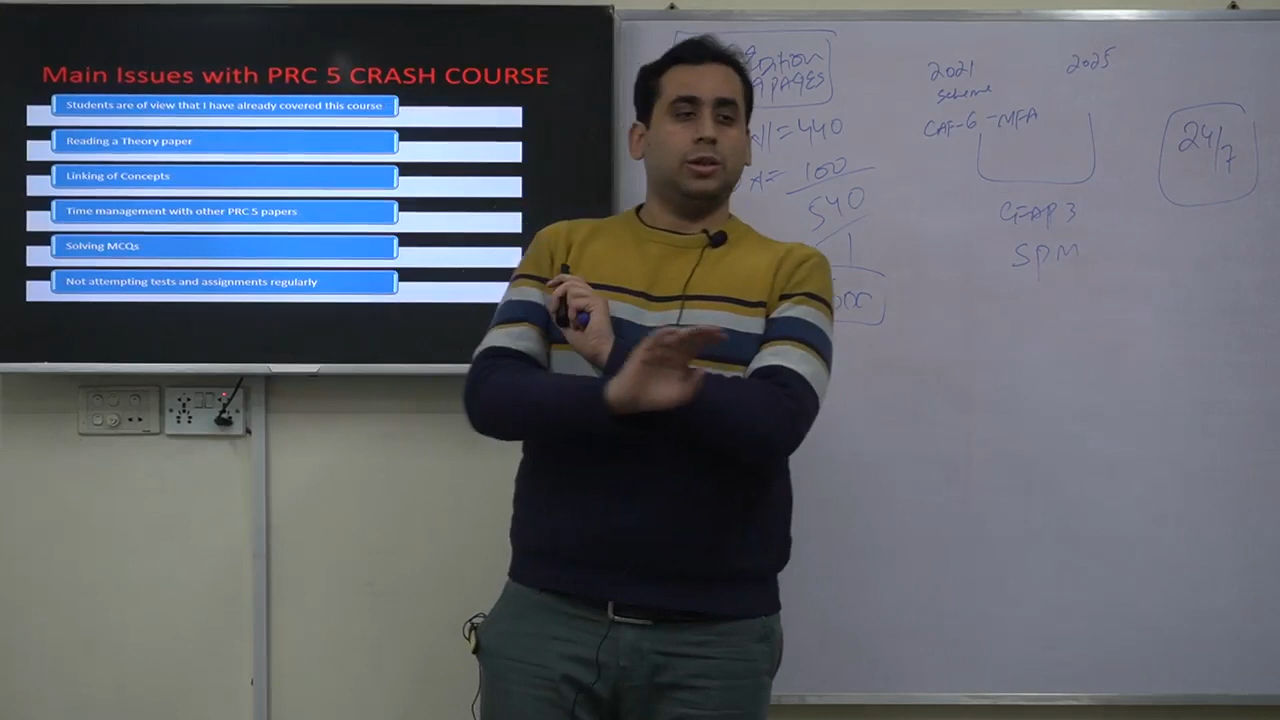 Main Issues with PRC 5 CRASH COURSE
Students are of view that I have already covered this course
Reading a Theory paper
Linking of Concepts
Time management with other PRC 5 papers
Solving MCQs
Not attempting tests and assignments regularly
PAGES
= 440
= 100
540
1
2021
scheme
2025
CAF-6 - MFA
CFAP 3
SPM
24/7